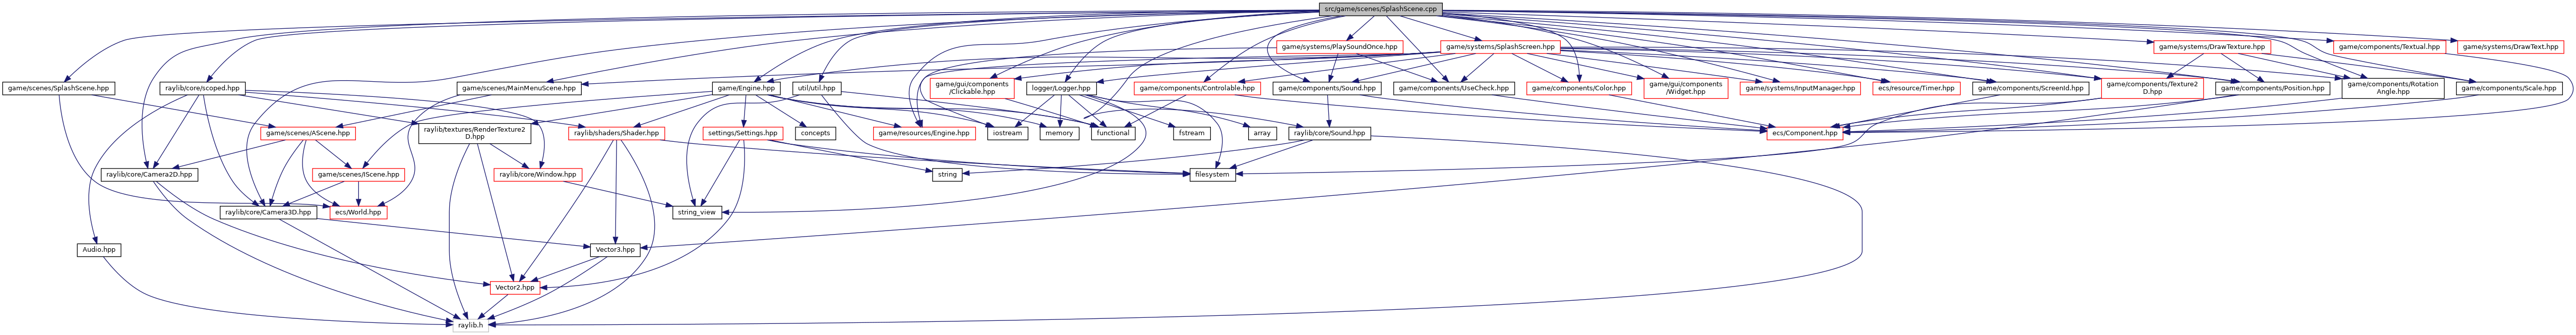 src/game/scenes/SplashScene.cpp
game/systems/PlaySoundOnce.hpp
game/systems/SplashScreen.hpp
game/systems/DrawTexture.hpp
game/components/Textual.hpp
game/systems/DrawText.hpp
game/scenes/SplashScene.hpp
raylib/core/scoped.hpp
game/scenes/MainMenuScene.hpp
game/Engine.hpp
util/util.hpp
game/gui/components
/Clickable.hpp
logger/Logger.hpp
game/components/Controlable.hpp
game/components/Sound.hpp
game/components/UseCheck.hpp
game/components/Color.hpp
game/gui/components
/Widget.hpp
game/systems/InputManager.hpp
ecs/resource/Timer.hpp
game/components/ScreenId.hpp
game/components/Texture2
D.hpp
game/components/Position.hpp
game/components/Rotation
Angle.hpp
game/components/Scale.hpp
game/scenes/AScene.hpp
raylib/textures/RenderTexture2
D.hpp
raylib/shaders/Shader.hpp
settings/Settings.hpp
concepts
game/resources/Engine.hpp
iostream
memory
functional
fstream
array
raylib/core/Sound.hpp
ecs/Component.hpp
raylib/core/Camera2D.hpp
game/scenes/IScene.hpp
raylib/core/Window.hpp
string
filesystem
raylib/core/Camera3D.hpp
ecs/World.hpp
string_view
Audio.hpp
Vector3.hpp
Vector2.hpp
raylib.h